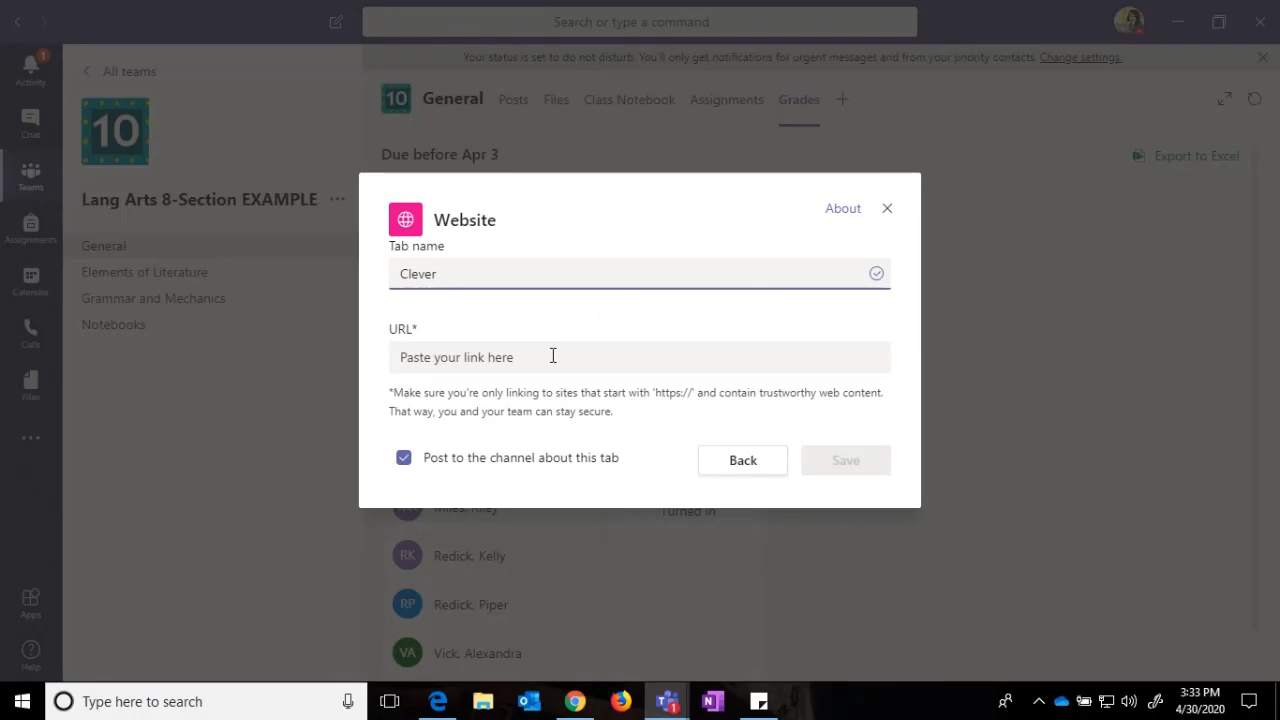 Search or type a command
Your status is set to do not disturb. You'll only get notifications for urgent messages and from your priority contacts. Change settings.
1
Activity
Chat
Teams
Assignments
Calendar
Calls
Files
Apps
Help
All teams
10
Lang Arts 8-Section EXAMPLE
General
Elements of Literature
Grammar and Mechanics
Notebooks
10
General Posts Files Class Notebook Assignments Grades
Due before Apr 3
Export to Excel
Website
About
Tab name
Clever
URL*
Paste your link here
*Make sure you're only linking to sites that start with 'https://' and contain trustworthy web content.
That way, you and your team can stay secure.
Post to the channel about this tab
Back
Save
Miles, Riley
Turned in
RK Redick, Kelly
RP Redick, Piper
VA Vick, Alexandra
Type here to search
1
3:33 PM
4/30/2020